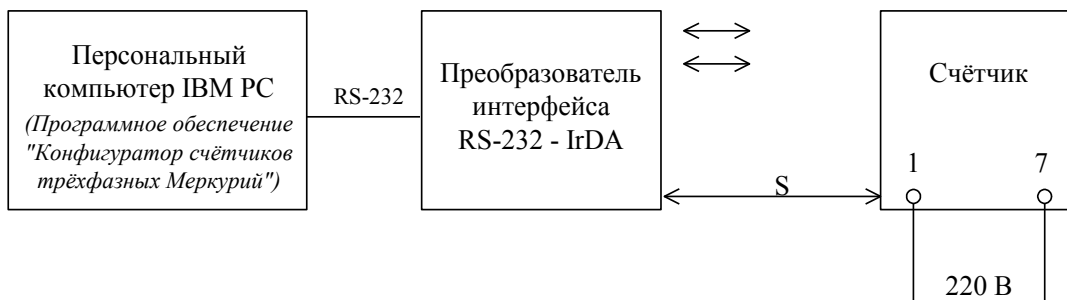 Персональный
компьютер IBM PC
(Программное обеспечение
"Конфигуратор счётчиков
трёхфазных Меркурий")
RS-232
Преобразователь
интерфейса
RS-232 - IrDA
S
Счётчик
1 7
220 В